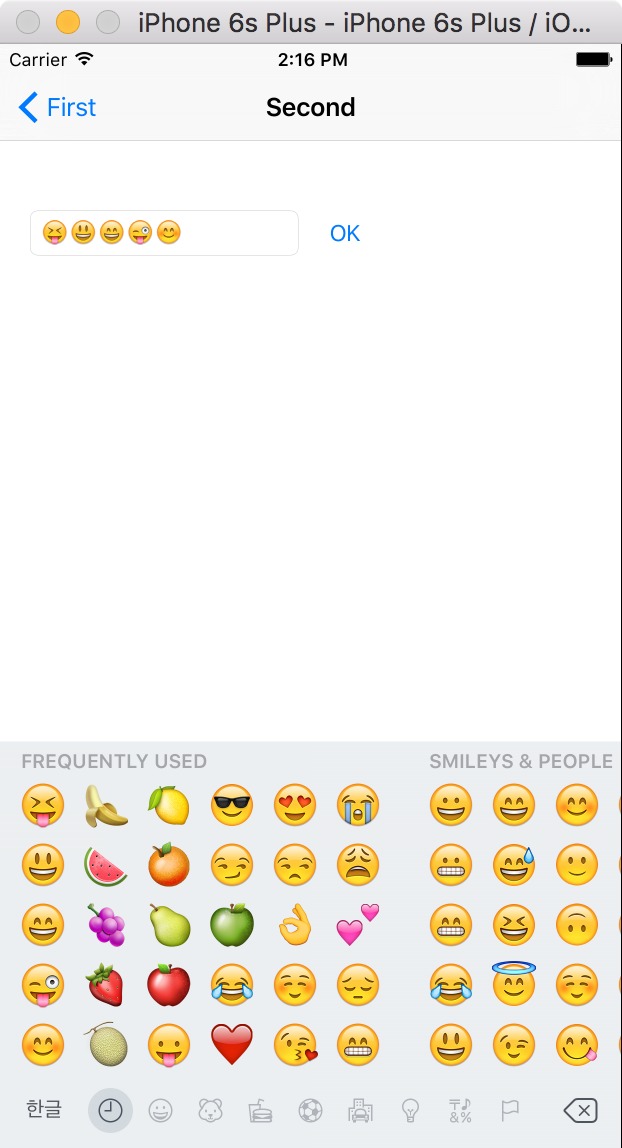 iPhone 6s Plus - iPhone 6s Plus / iO...
Carrier 2:16 PM
First Second
😝😃😄😜😊 OK
FREQUENTLY USED SMILEYS & PEOPLE
한글 〒♪&%